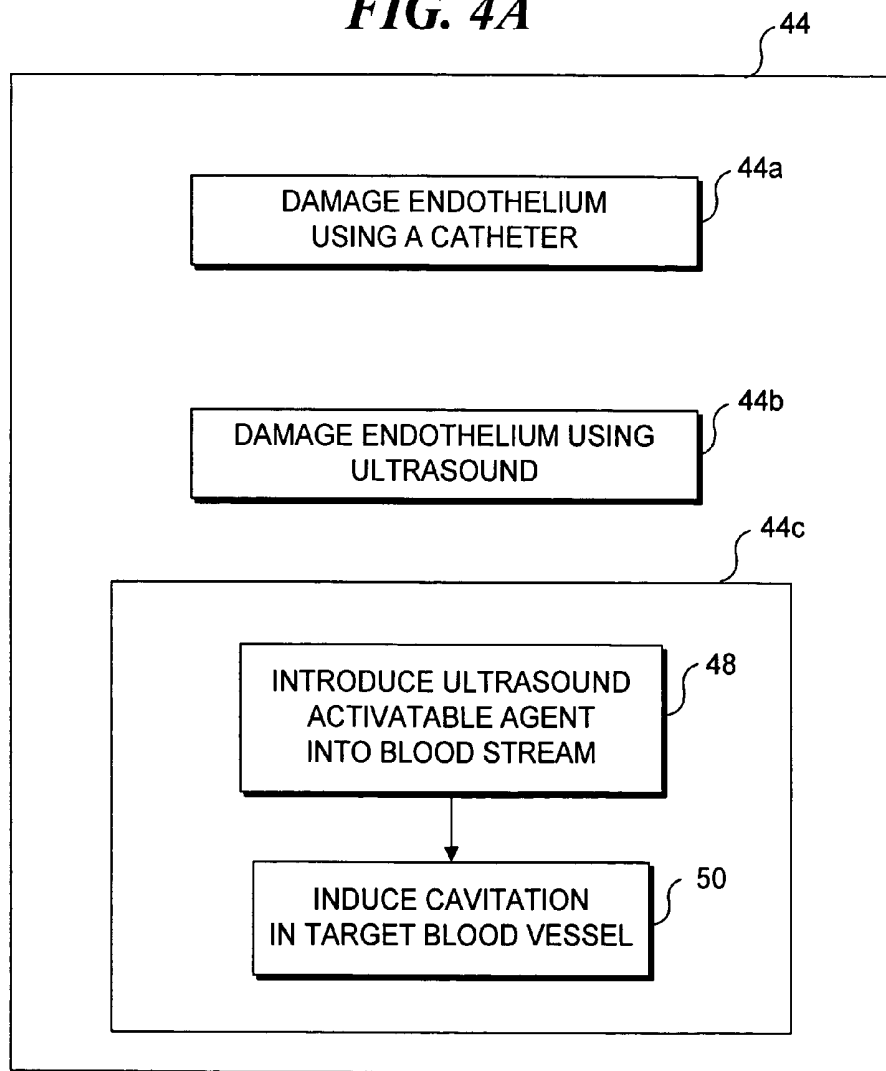 FIG. 4A
44
44a
DAMAGE ENDOTHELIUM
USING A CATHETER
44b
DAMAGE ENDOTHELIUM USING
ULTRASOUND
44c
48
INTRODUCE ULTRASOUND
ACTIVATABLE AGENT
INTO BLOOD STREAM
50
INDUCE CAVITATION
IN TARGET BLOOD VESSEL